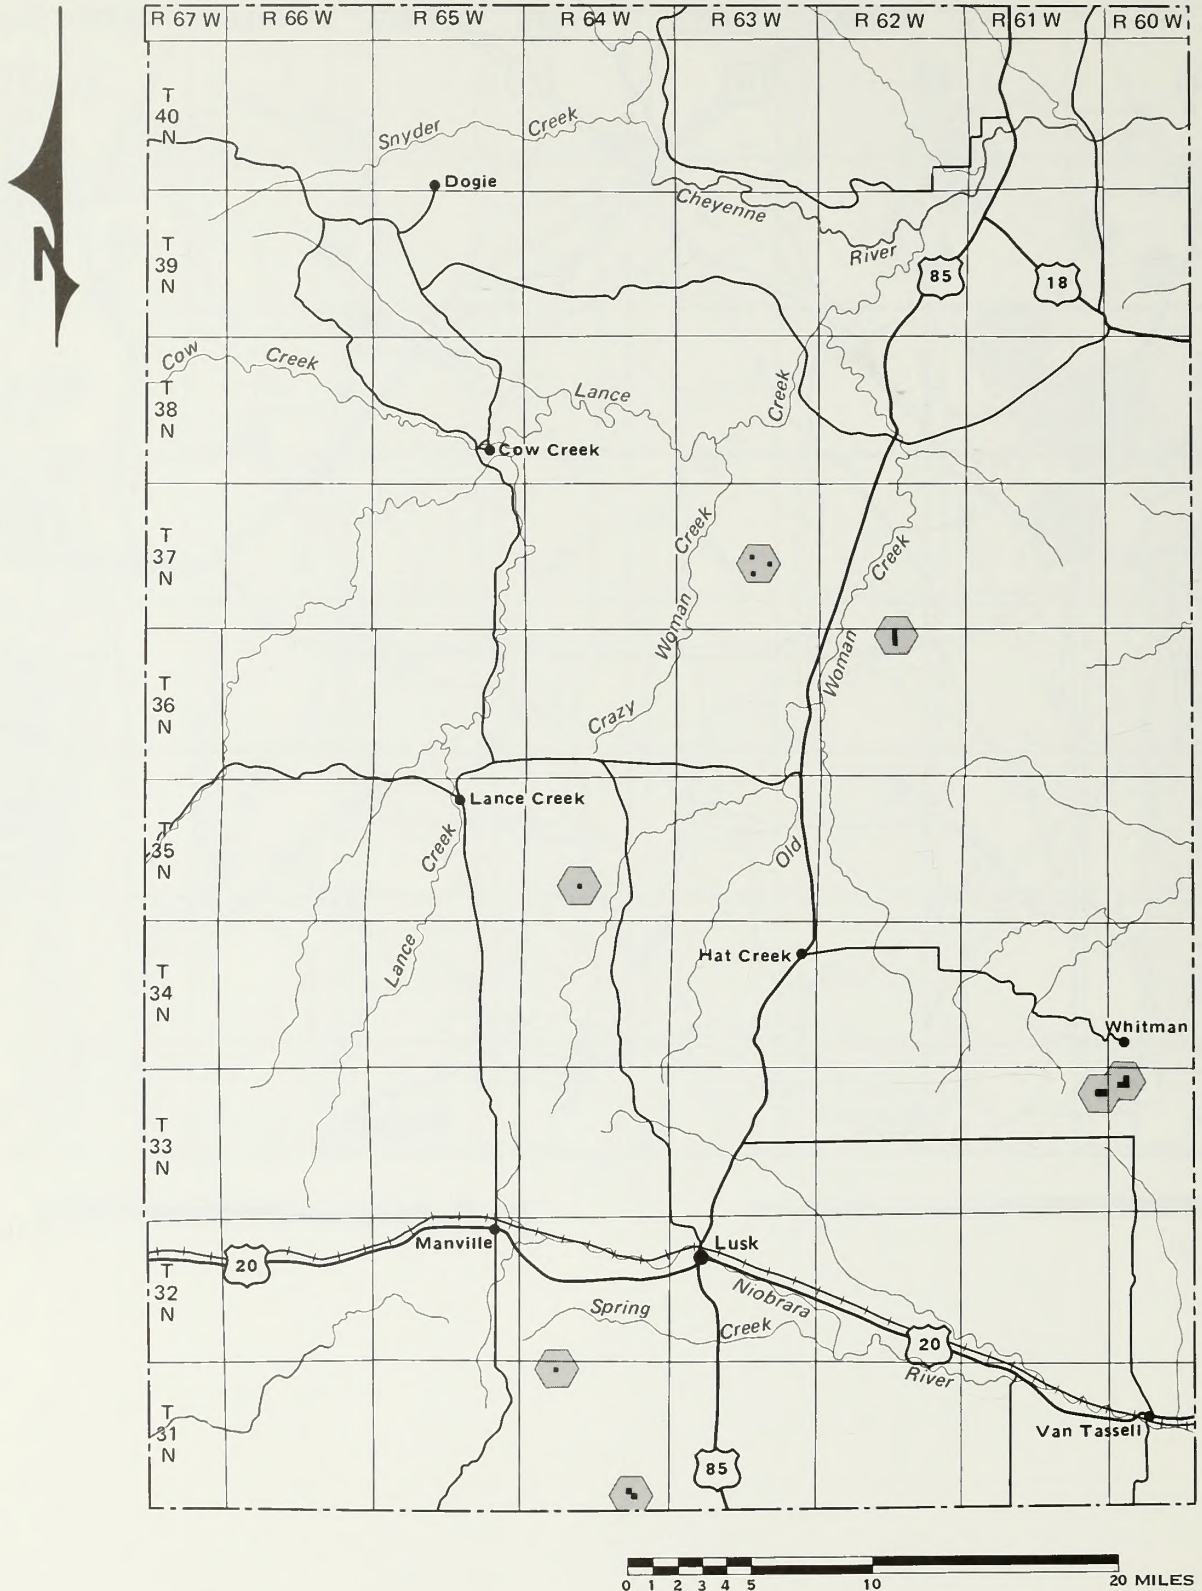 R 67 W R 66 W R 65 W R 64 W R 63 W R 62 W R 61 W R 60 W
T
40
N
Snyder Creek
Dogie
Cheyenne River
N
T
39
N
85
18
Cow Creek
T
38
N
Lance Creek
Cow Creek
T
37
N
Woman Creek
Creek
Woman
T
36
N
Crazy
Lance Creek
T
35
N
Creek
Old
Hat Creek
Lance
T
34
N
Whitman
T
33
N
Manville
Lusk
20
T
32
N
Niobrara
Spring Creek
20
River
T
31
N
Van Tassell
85
0 1 2 3 4 5 10 20 MILES